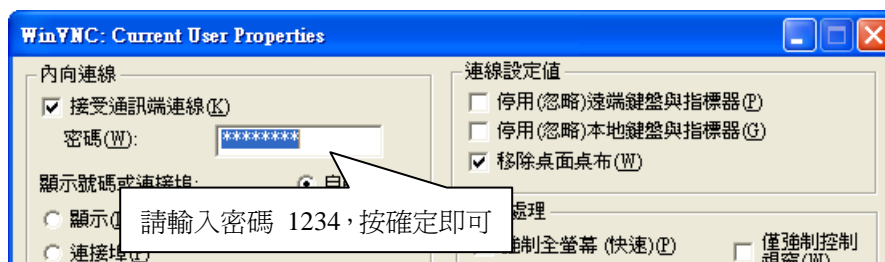 WinVNC: Current User Properties
內向連線
接受通訊端連線(K)
密碼(W):
********
顯示號碼或連接埠:
顯示(
連接埠(P)
連線設定值
停用(忽略)遠端鍵盤與指標器(P)
停用(忽略)本地鍵盤與指標器(G)
移除桌面桌布(W)
處理
強制全螢幕 (快速)(P)
僅強制控制
視窗(W)
請輸入密碼 1234，按確定即可